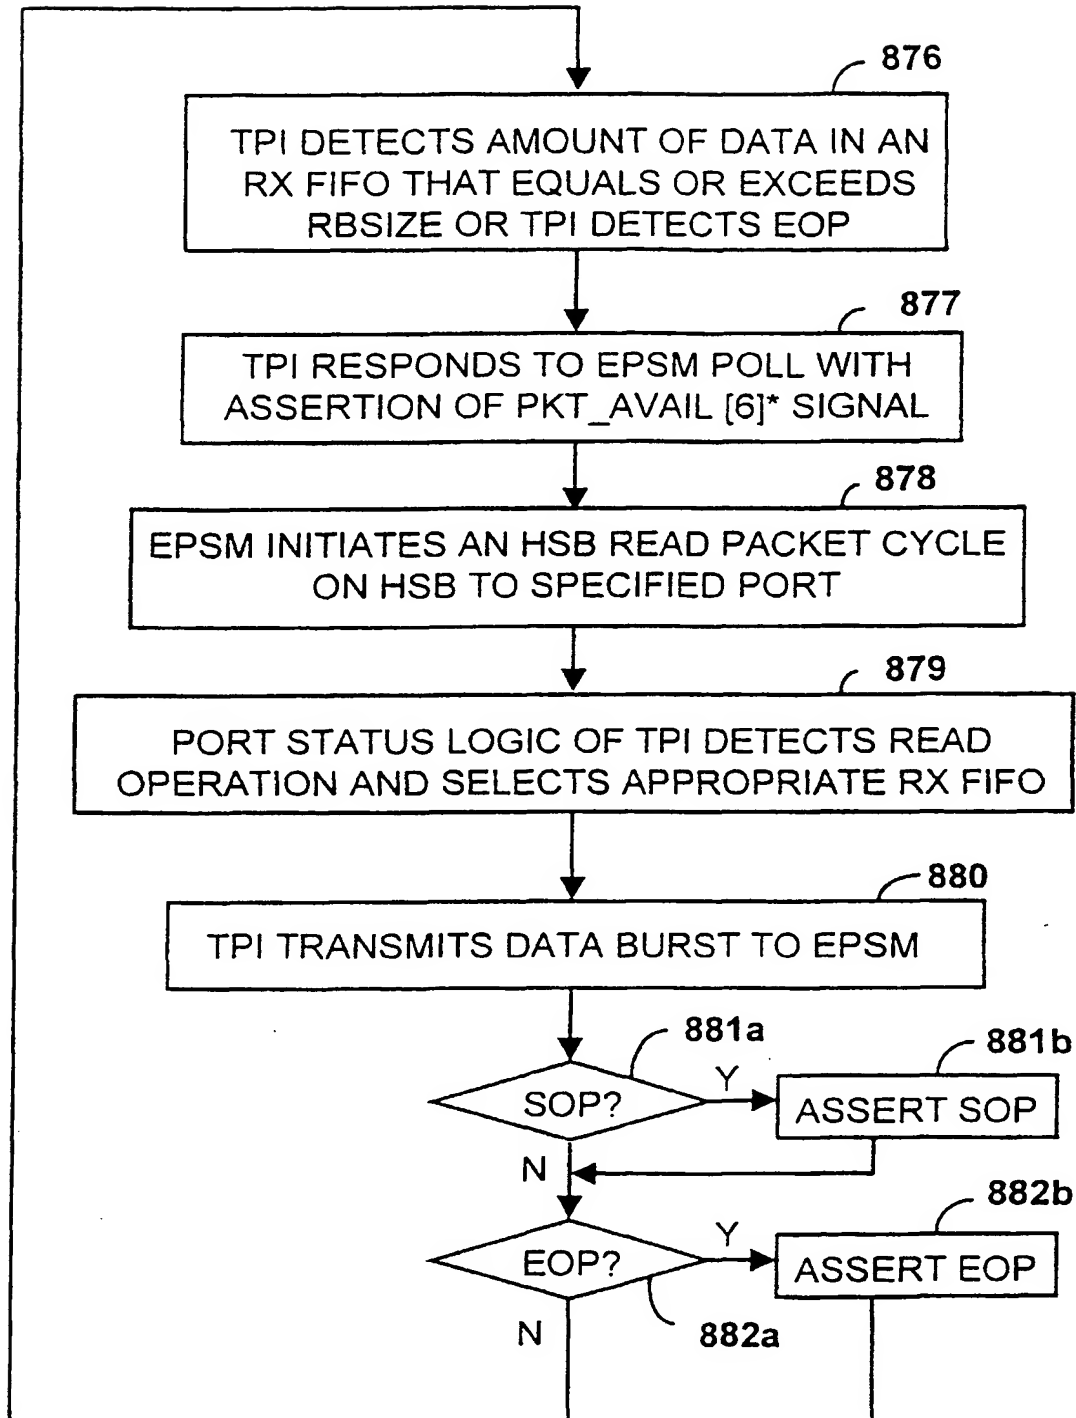 876
TPI DETECTS AMOUNT OF DATA IN AN
RX FIFO THAT EQUALS OR EXCEEDS
RBSIZE OR TPI DETECTS EOP
877
TPI RESPONDS TO EPSM POLL WITH
ASSERTION OF PKT_AVAIL [6]* SIGNAL
878
EPSM INITIATES AN HSB READ PACKET CYCLE
ON HSB TO SPECIFIED PORT
879
PORT STATUS LOGIC OF TPI DETECTS READ
OPERATION AND SELECTS APPROPRIATE RX FIFO
880
TPI TRANSMITS DATA BURST TO EPSM
881a
881b
SOP?
Y
ASSERT SOP
N
882b
EOP?
Y
ASSERT EOP
N
882a